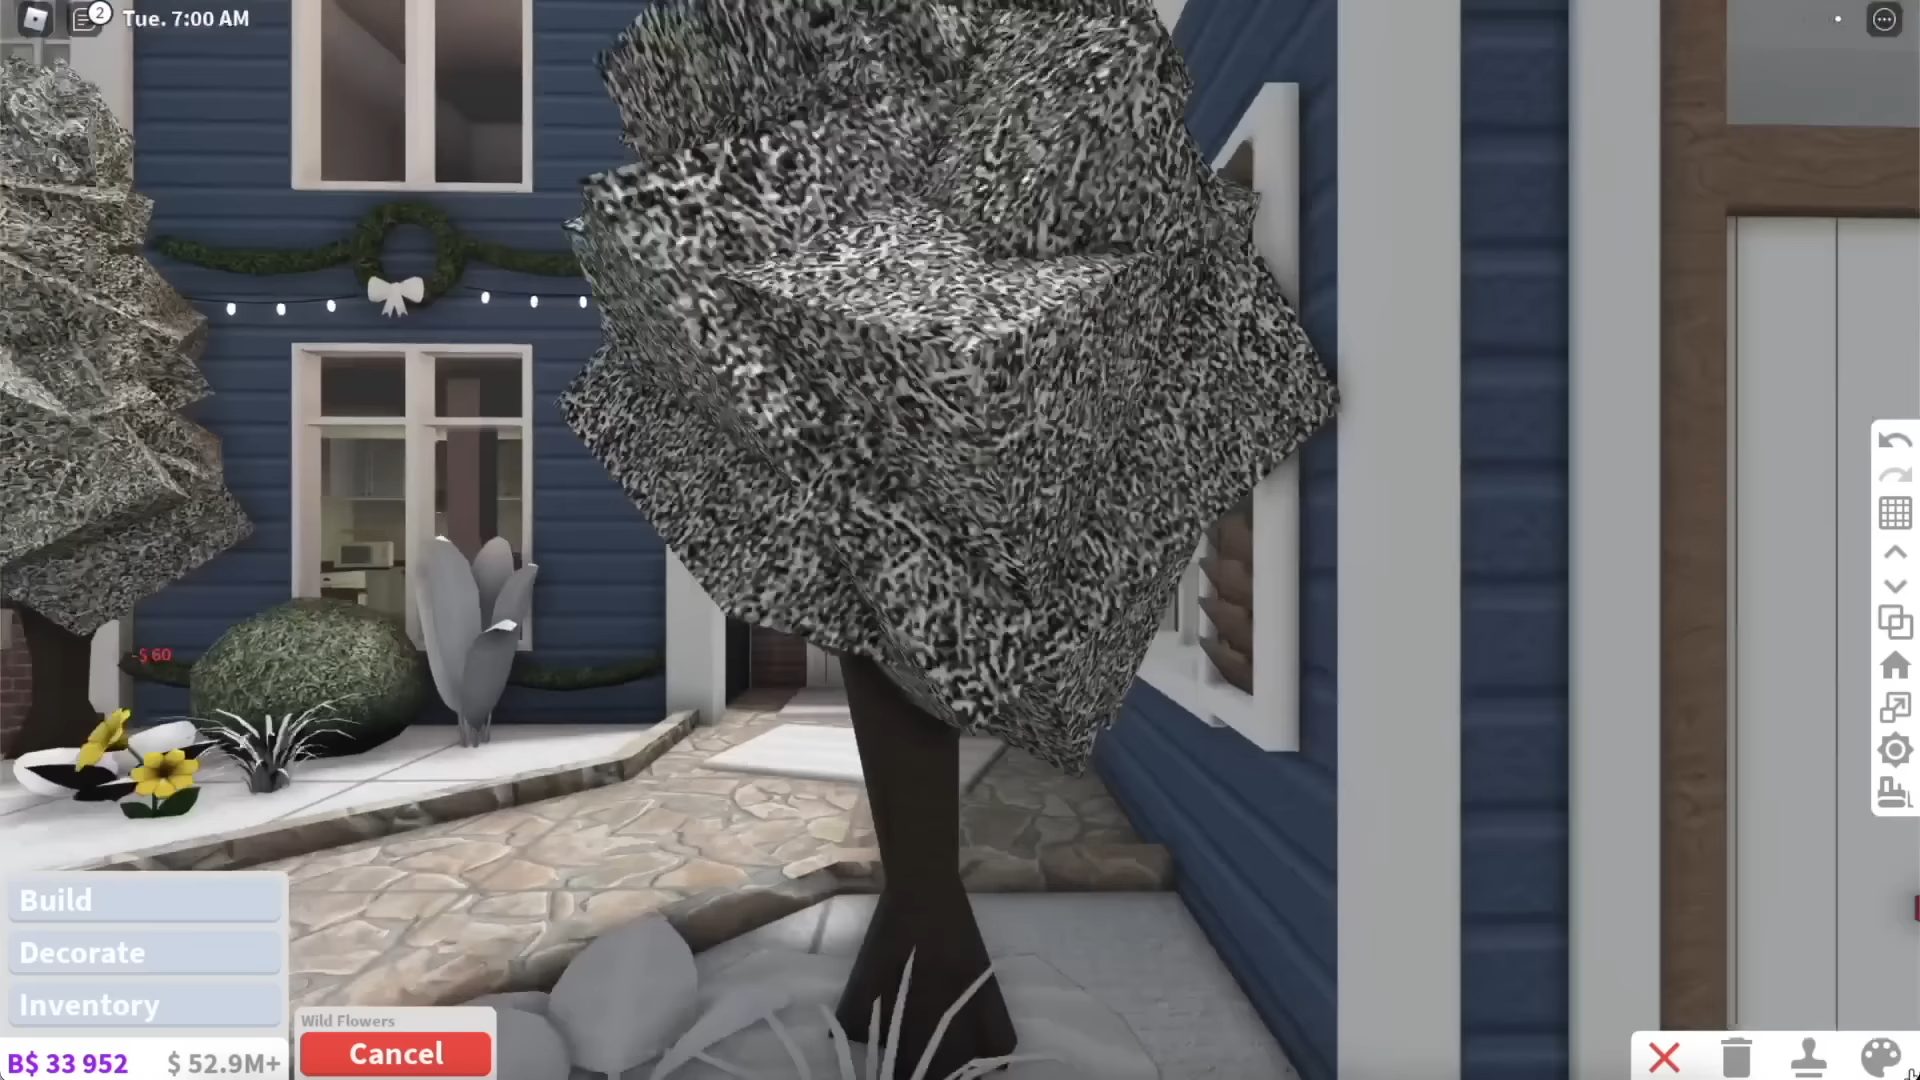 2
Tue. 7:00 AM
-$ 60
Build
Decorate
Inventory
Wild Flowers
Cancel
B$ 33 952
$ 52.9M+